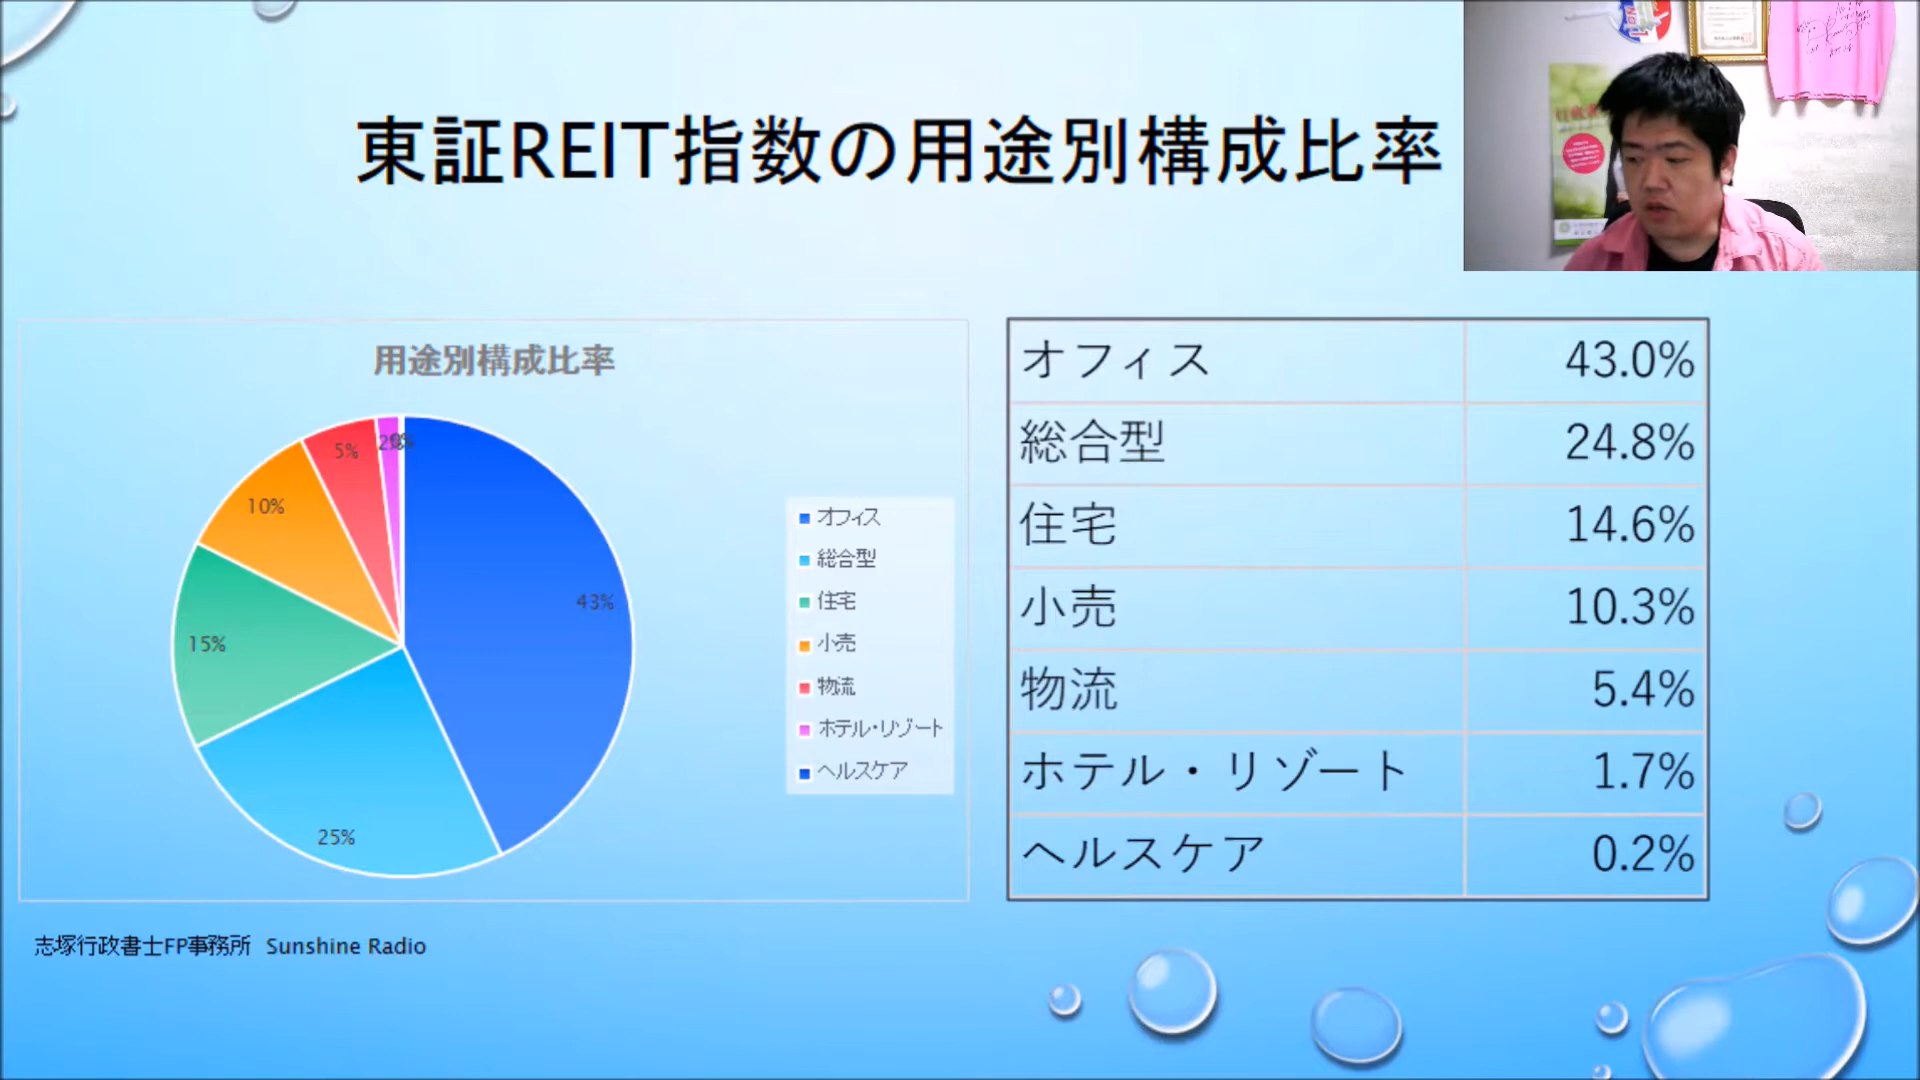 東証REIT指数の用途別構成比率
用途別構成比率
5%
10%
43%
15%
25%
オフィス
総合型
住宅
小売
物流
ホテル・リゾート
ヘルスケア
オフィス 43.0%
総合型 24.8%
住宅 14.6%
小売 10.3%
物流 5.4%
ホテル・リゾート 1.7%
ヘルスケア 0.2%
志塚行政書士FP事務所 Sunshine Radio